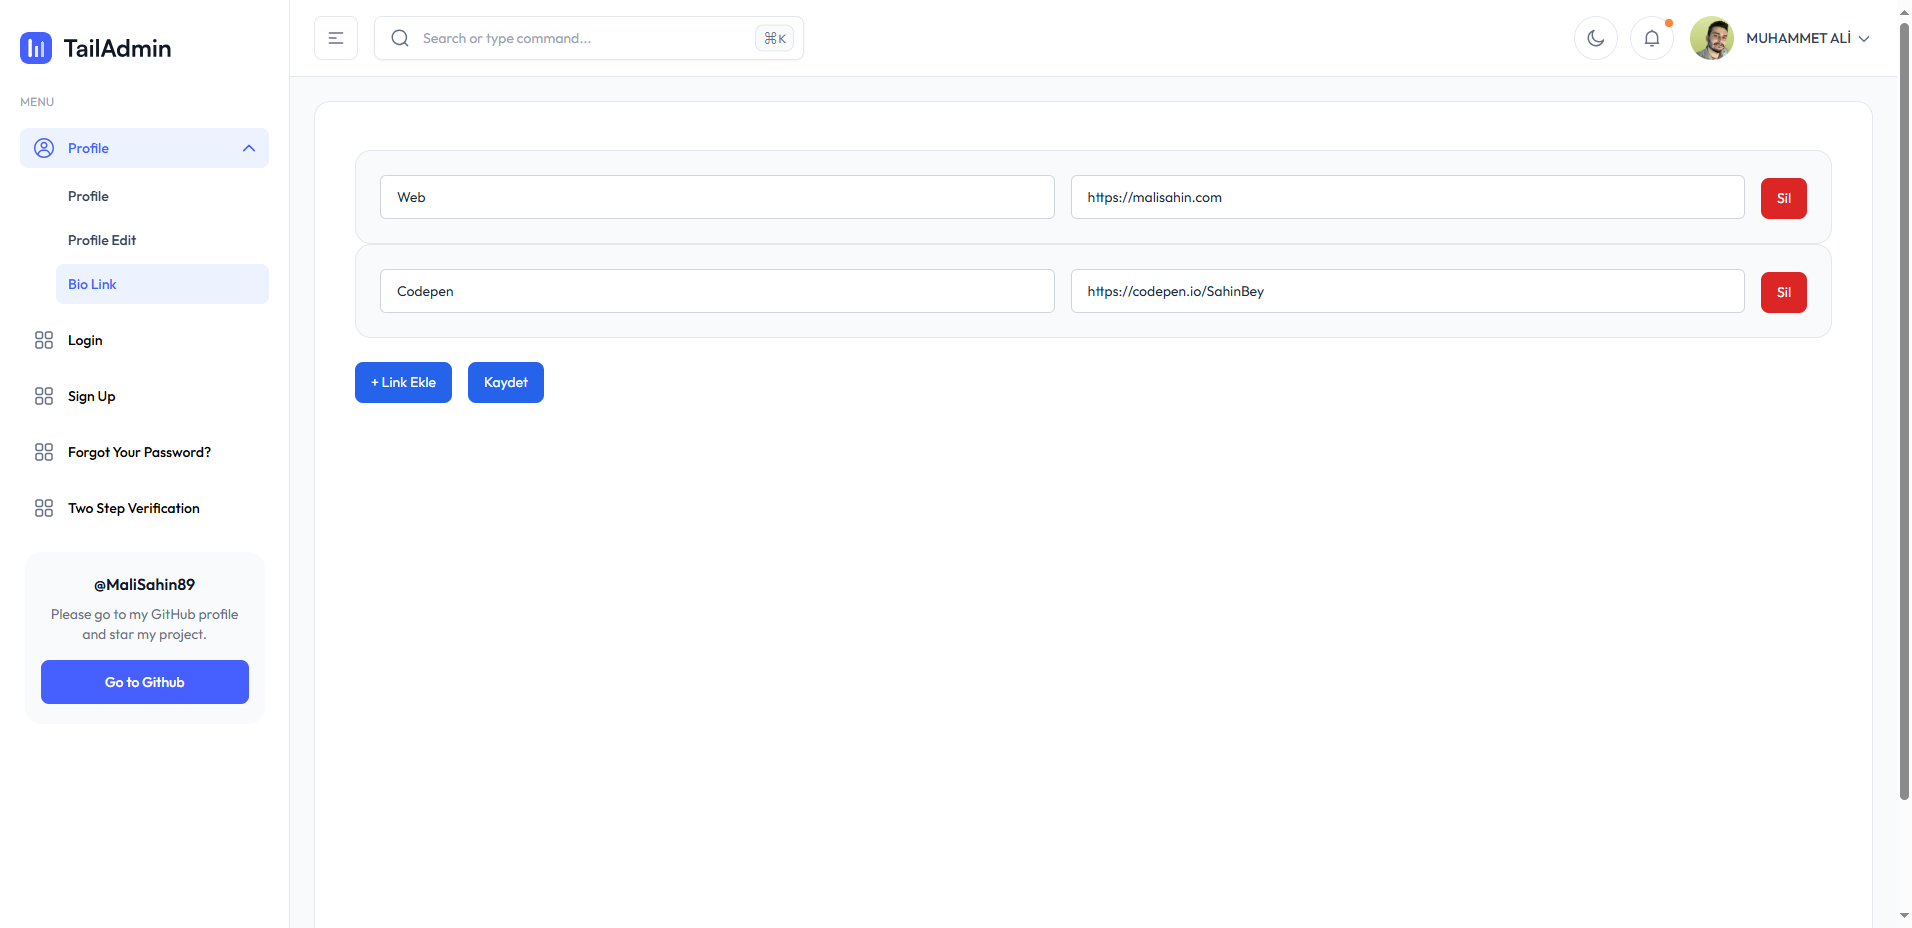 TailAdmin
Search or type command...
⌘K
MUHAMMET ALİ
MENU
Profile
Profile
Profile Edit
Bio Link
Login
Sign Up
Forgot Your Password?
Two Step Verification
@MaliSahin89
Please go to my GitHub profile
and star my project.
Go to Github
Web
https://malisahin.com
Sil
Codepen
https://codepen.io/SahinBey
Sil
+ Link Ekle
Kaydet